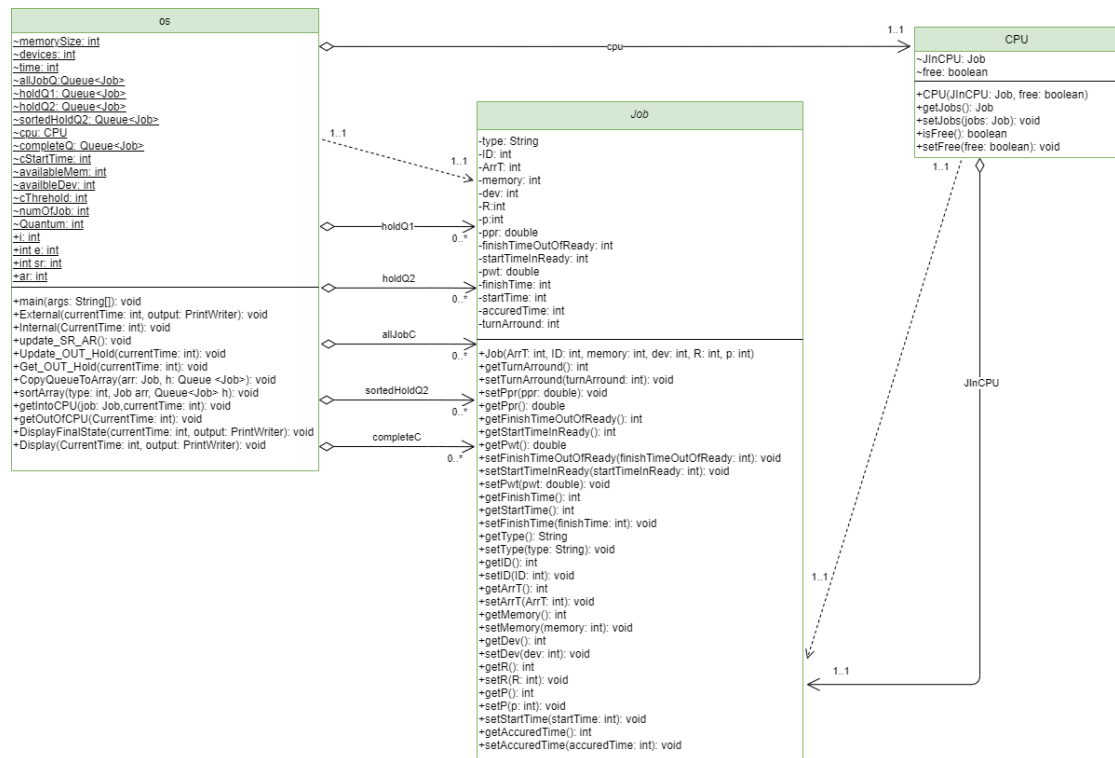 os
~memorySize: int
~devices: int
~time: int
~allJobQ:Queue<Job>
~holdQ1: Queue<Job>
~holdQ2: Queue<Job>
~sortedHoldQ2: Queue<Job>
~cpu: CPU
~completeQ: Queue<Job>
~cStartTime: int
~availableMem: int
~availbleDev: int
~cThrehold: int
~numOfJob: int
~Quantum: int
+i: int
+int e: int
+int sr: int
+ar: int
+main(args: String[]): void
+External(currentTime: int, output: PrintWriter): void
+Internal(CurrentTime: int): void
+update_SR_AR(): void
+Update_OUT_Hold(currentTime: int): void
+Get_OUT_Hold(currentTime: int): void
+CopyQueueToArray(arr: Job, h: Queue <Job>): void
+sortArray(type: int, Job arr, Queue<Job> h): void
+getIntoCPU(job: Job,currentTime: int): void
+getOutOfCPU(CurrentTime: int): void
+DisplayFinalState(currentTime: int, output: PrintWriter): void
+Display(CurrentTime: int, output: PrintWriter): void
cpu
1..1
1..1
1..1
holdQ1
0..*
holdQ2
0..*
allJobC
0..*
sortedHoldQ2
0..*
completeC
0..*
Job
-type: String
-ID: int
-ArrT: int
-memory: int
-dev: int
-R:int
-p:int
-ppr: double
-finishTimeOutOfReady: int
-startTimeInReady: int
-pwt: double
-finishTime: int
-startTime: int
-accuredTime: int
-turnArround: int
+Job(ArrT: int, ID: int, memory: int, dev: int, R: int, p: int)
+getTurnArround(): int
+setTurnArround(turnArround: int): void
+setPpr(ppr: double): void
+getPpr(): double
+getFinishTimeOutOfReady(): int
+getStartTimeInReady(): int
+getPwt(): double
+setFinishTimeOutOfReady(finishTimeOutOfReady: int): void
+setStartTimeInReady(startTimeInReady: int): void
+setPwt(pwt: double): void
+getFinishTime(): int
+getStartTime(): int
+setFinishTime(finishTime: int): void
+getType(): String
+setType(type: String): void
+getID(): int
+setID(ID: int): void
+getArrT(): int
+setArrT(ArrT: int): void
+getMemory(): int
+setMemory(memory: int): void
+getDev(): int
+setDev(dev: int): void
+getR(): int
+setR(R: int): void
+getP(): int
+setP(p: int): void
+setStartTime(startTime: int): void
+getAccuredTime(): int
+setAccuredTime(accuredTime: int): void
CPU
~JInCPU: Job
~free: boolean
+CPU(JInCPU: Job, free: boolean)
+getJobs(): Job
+setJobs(jobs: Job): void
+isFree(): boolean
+setFree(free: boolean): void
1..1
JInCPU
1..1
1..1